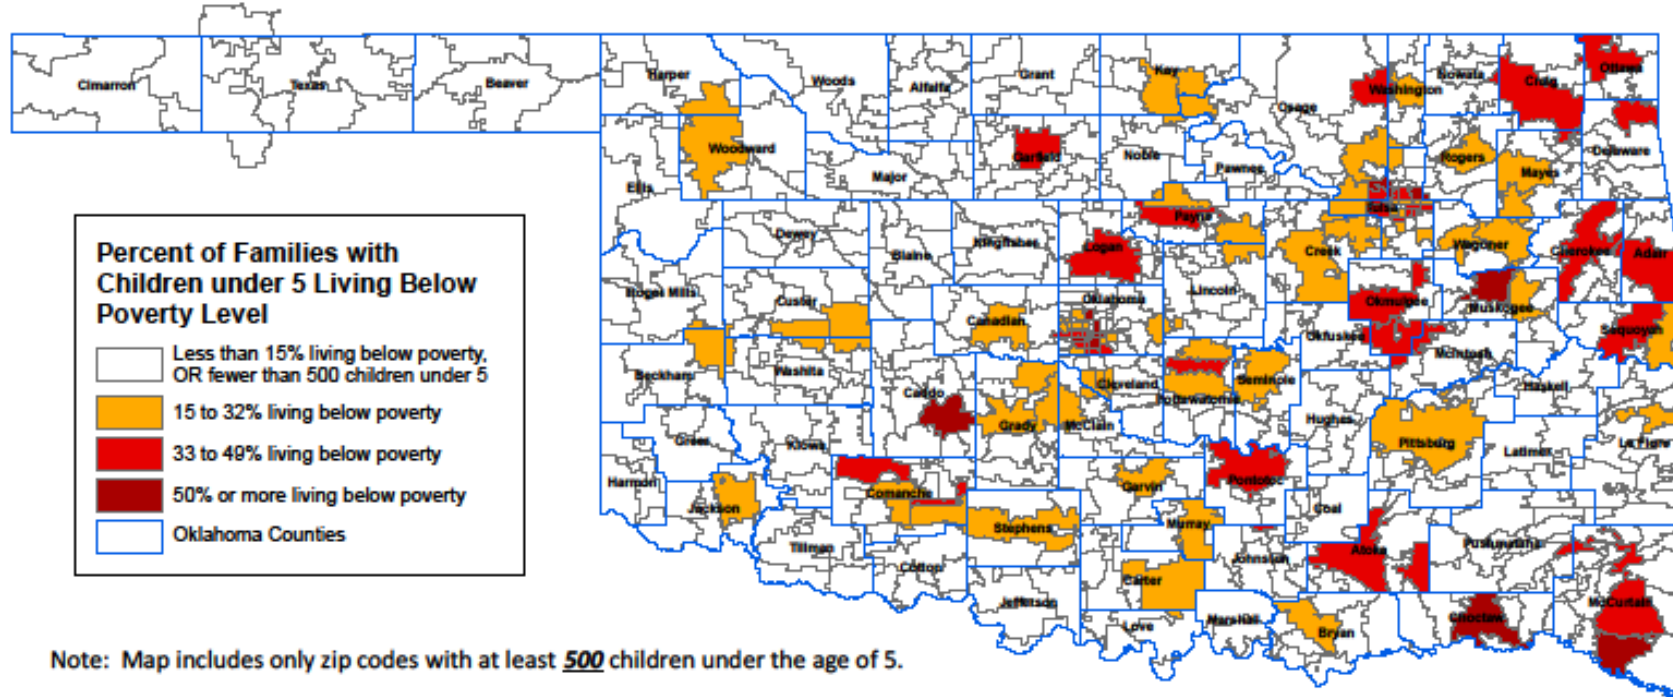 Harper
Woods
Alfalfa
Grant
Kay
Osage
Washington
Nowata
Craig
Ottawa
Cimarron
Texas
Beaver
Woodward
Ellis
Major
Garfield
Noble
Pawnee
Rogers
Mayes
Delaware
Tulsa
Payne
Dewey
Blaine
Kingfisher
Logan
Creek
Wagoner
Cherokee
Adair
Percent of Families with
Children under 5 Living Below
Poverty Level
Less than 15% living below poverty,
OR fewer than 500 children under 5
15 to 32% living below poverty
33 to 49% living below poverty
50% or more living below poverty
Oklahoma Counties
Roger Mills
Custer
Canadian
Oklahoma
Lincoln
Okmulgee
Muskogee
Okfuskee
McIntosh
Sequoyah
Beckham
Washita
Caddo
Grady
McClain
Cleveland
Pottawatomie
Seminole
Hughes
Haskell
Pittsburg
Latimer
Le Flore
Greer
Kiowa
Harmon
Jackson
Comanche
Stephens
Garvin
Pontotoc
Coal
Murray
Johnston
Atoka
Pushmataha
Tillman
Cotton
Jefferson
Carter
Love
Marshall
Bryan
Choctaw
McCurtain
Note: Map includes only zip codes with at least 500 children under the age of 5.